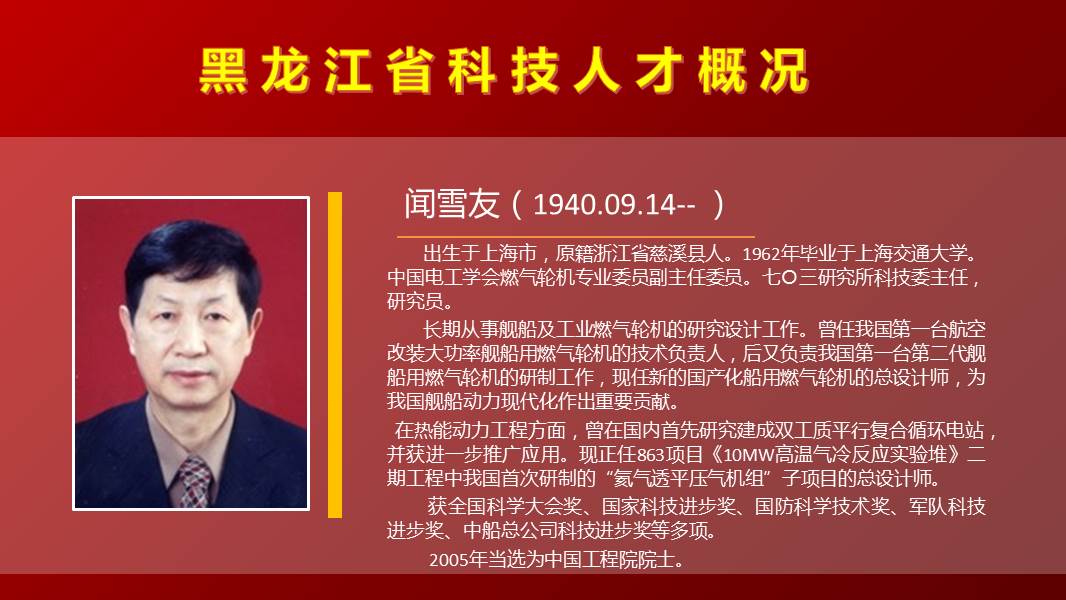 黑龙江省科技人才概况
闻雪友（1940.09.14-- ）
出生于上海市，原籍浙江省慈溪县人。1962年毕业于上海交通大学。
中国电工学会燃气轮机专业委员副主任委员。七〇三研究所科技委主任，
研究员。
长期从事舰船及工业燃气轮机的研究设计工作。曾任我国第一台航空
改装大功率舰船用燃气轮机的技术负责人，后又负责我国第一台第二代舰
船用燃气轮机的研制工作，现任新的国产化船用燃气轮机的总设计师，为
我国舰船动力现代化作出重要贡献。
在热能动力工程方面，曾在国内首先研究建成双工质平行复合循环电站，
并获进一步推广应用。现正任863项目《10MW高温气冷反应实验堆》二
期工程中我国首次研制的“氦气透平压气机组”子项目的总设计师。
获全国科学大会奖、国家科技进步奖、国防科学技术奖、军队科技
进步奖、中船总公司科技进步奖等多项。
2005年当选为中国工程院院士。